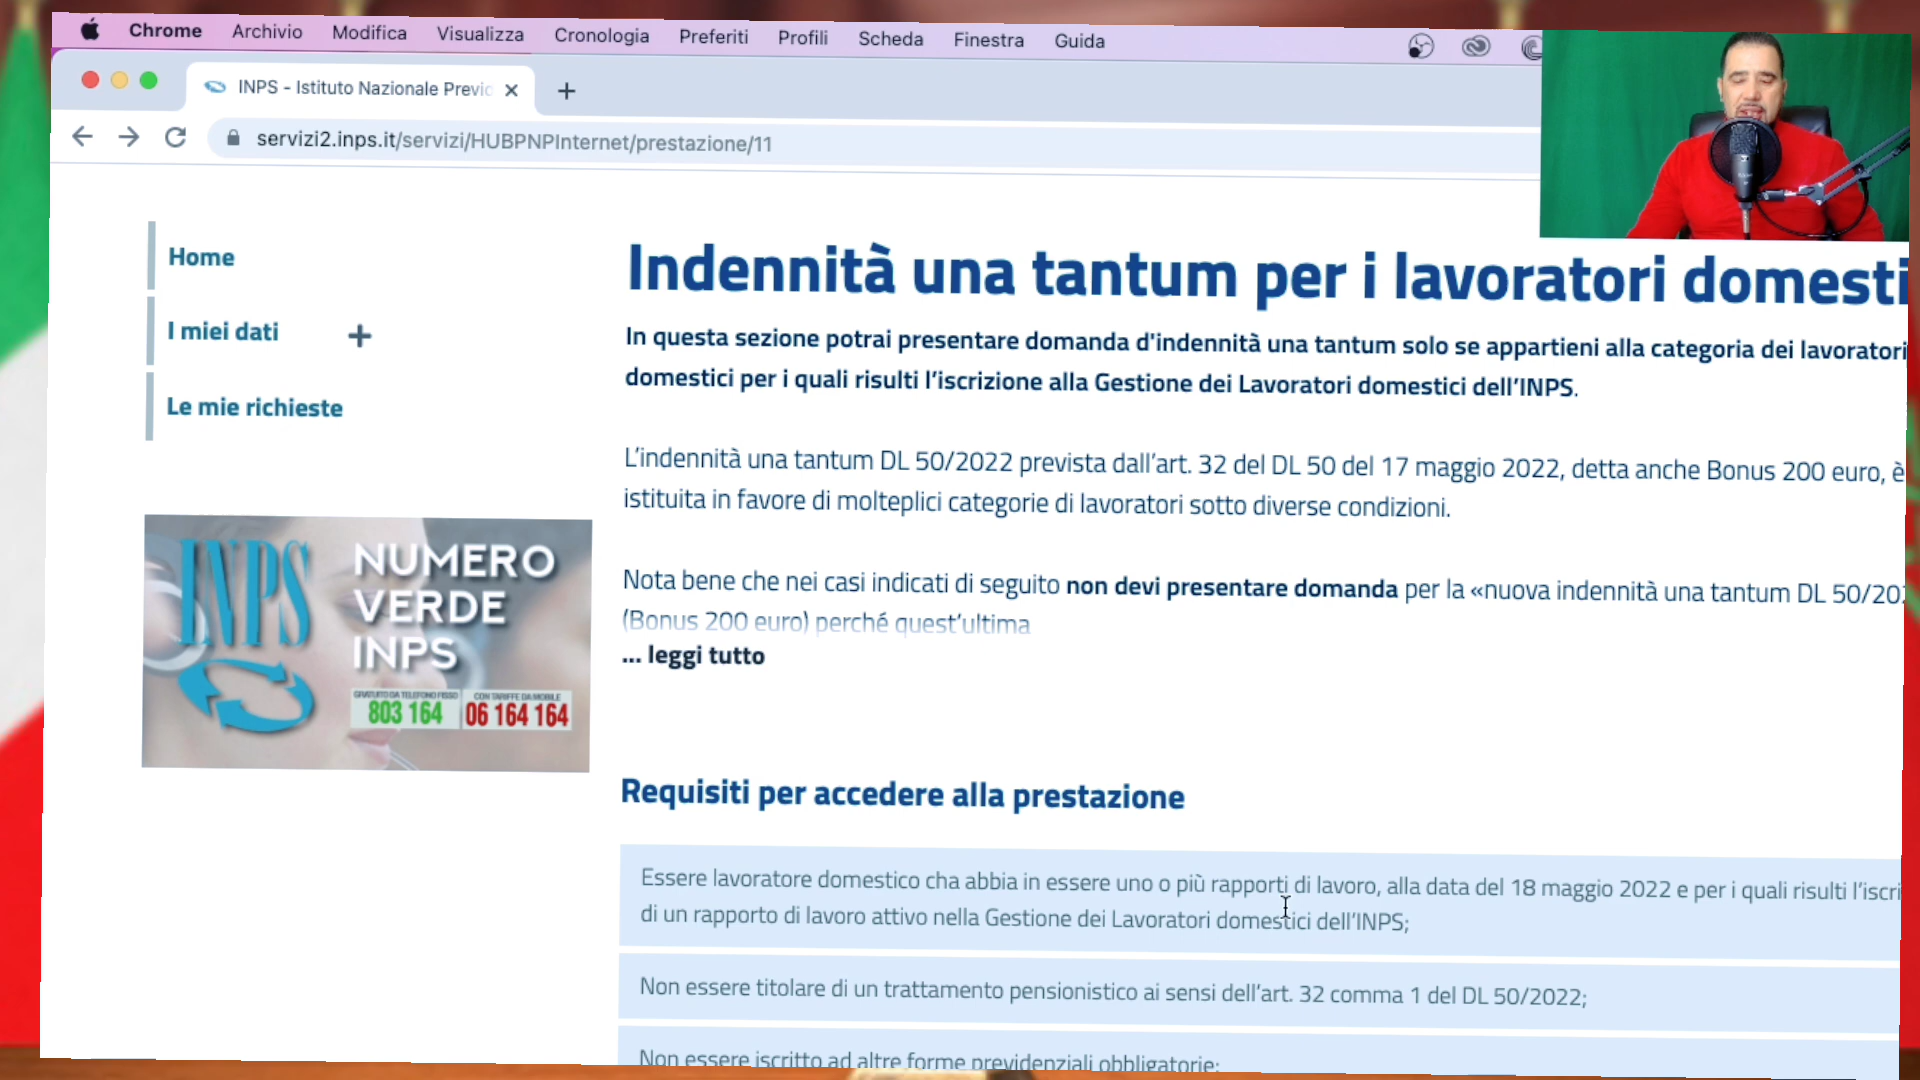 Chrome Archivio Modifica Visualizza Cronologia Preferiti Profili Scheda Finestra Guida
INPS - Istituto Nazionale Previd
servizi2.inps.it/servizi/HUBPNPInternet/prestazione/11
Home
I miei dati
Le mie richieste
INPS
NUMERO
VERDE
INPS
GRATUITO DA TELEFONO FISSO
803 164
CON TARIFFE DA MOBILE
06 164 164
Indennità una tantum per i lavoratori domesti
In questa sezione potrai presentare domanda d'indennità una tantum solo se appartieni alla categoria dei lavoratori
domestici per i quali risulti l'iscrizione alla Gestione dei Lavoratori domestici dell'INPS.
L'indennità una tantum DL 50/2022 prevista dall'art. 32 del DL 50 del 17 maggio 2022, detta anche Bonus 200 euro, è
istituita in favore di molteplici categorie di lavoratori sotto diverse condizioni.
Nota bene che nei casi indicati di seguito non devi presentare domanda per la «nuova indennità una tantum DL 50/202
(Bonus 200 euro) perché quest'ultima
... leggi tutto
Requisiti per accedere alla prestazione
Essere lavoratore domestico cha abbia in essere uno o più rapporti di lavoro, alla data del 18 maggio 2022 e per i quali risulti l'iscri
di un rapporto di lavoro attivo nella Gestione dei Lavoratori domestici dell'INPS;
Non essere titolare di un trattamento pensionistico ai sensi dell'art. 32 comma 1 del DL 50/2022;
Non essere iscritto ad altre forme previdenziali obbligatorie;